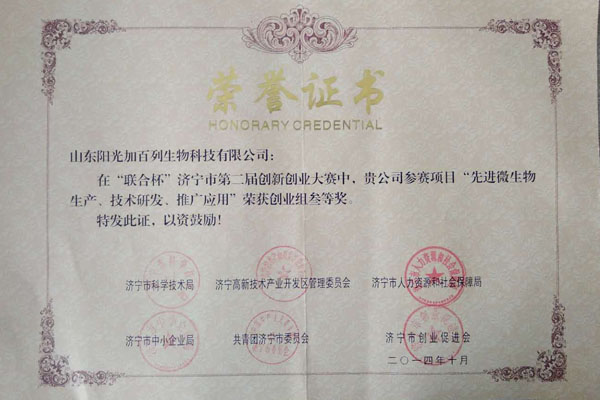 荣誉证书
HONORARY CREDENTIAL
山东阳光加百列生物科技有限公司：
在“联合杯”济宁市第二届创新创业大赛中，贵公司参赛项目“先进微生物
生产、技术研发、推广应用”荣获创业组叁等奖。
特发此证，以资鼓励！
济宁市科学技术局 济宁高新技术产业开发区管理委员会 济宁市人力资源和社会保障局
济宁市中小企业局 共青团济宁市委员会 济宁市创业促进会
二〇一四年十月